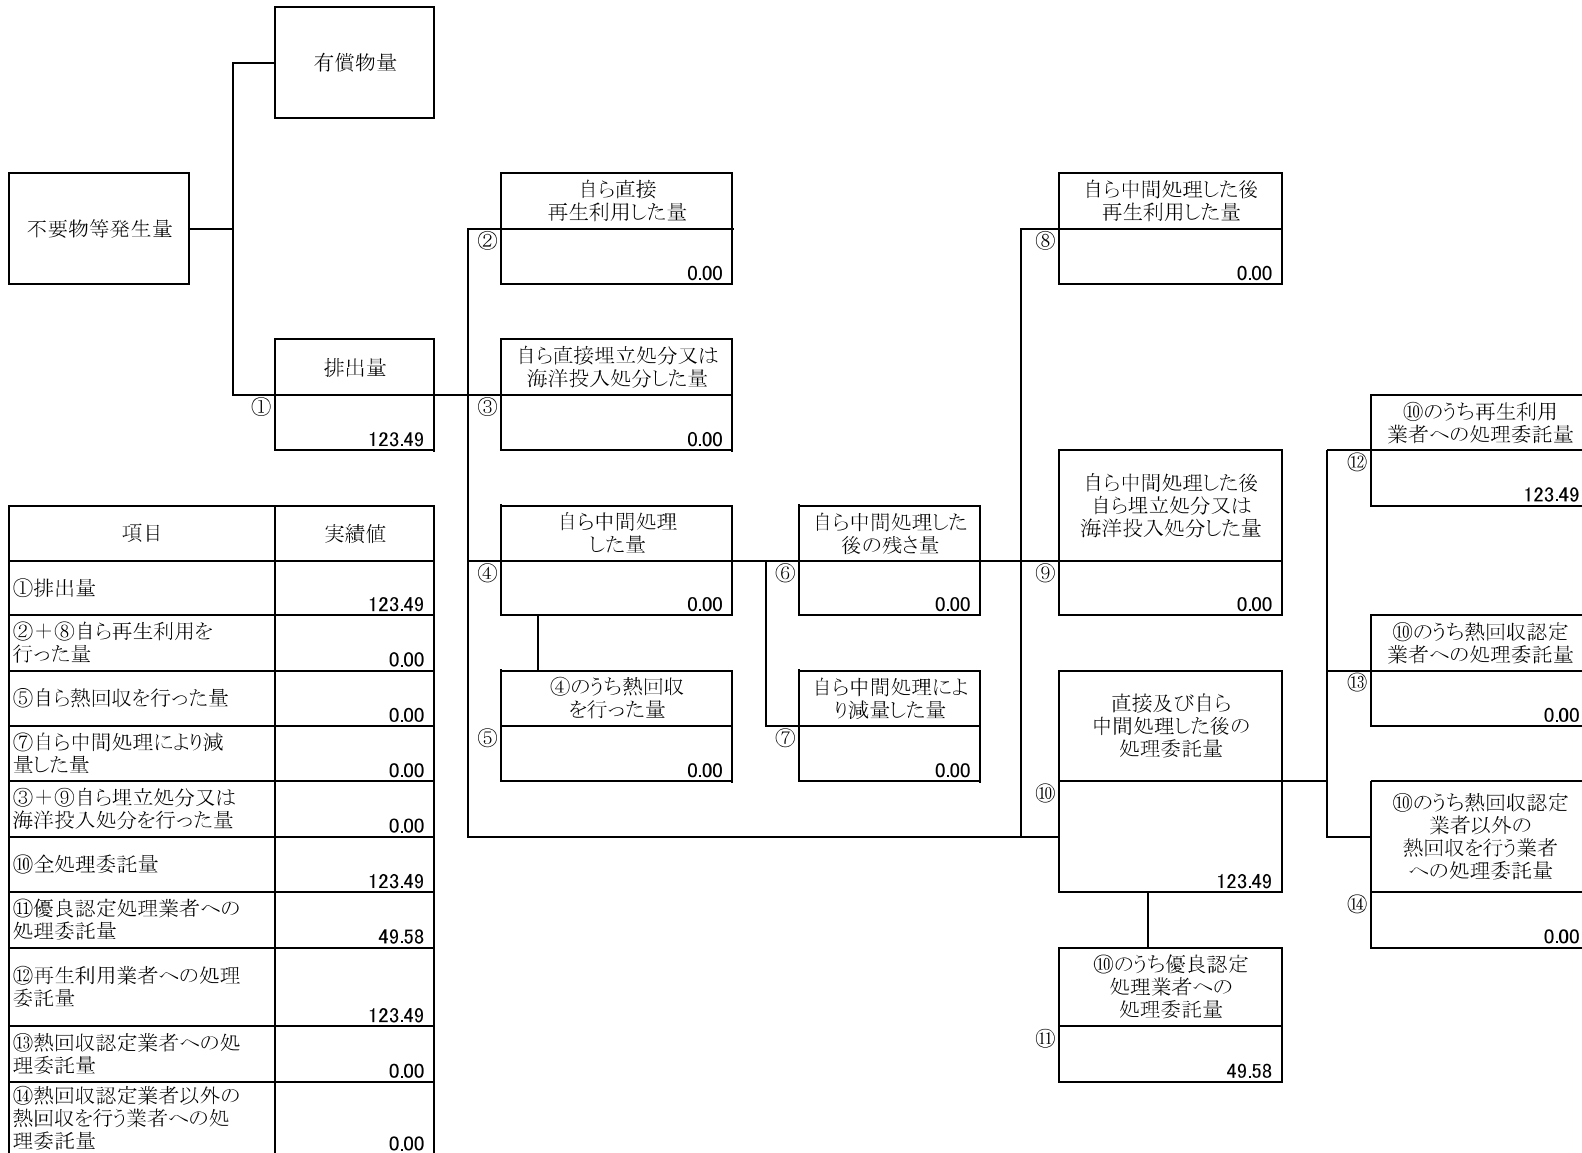 有償物量
不要物等発生量
排出量
①
123.49
自ら直接
再生利用した量
②
0.00
自ら直接埋立処分又は
海洋投入処分した量
③
0.00
自ら中間処理
した量
④
0.00
④のうち熱回収
を行った量
⑤
0.00
自ら中間処理した
後の残さ量
⑥
0.00
自ら中間処理によ
り減量した量
⑦
0.00
自ら中間処理した後
再生利用した量
⑧
0.00
自ら中間処理した後
自ら埋立処分又は
海洋投入処分した量
⑨
0.00
直接及び自ら
中間処理した後の
処理委託量
⑩
123.49
⑩のうち優良認定
処理業者への
処理委託量
⑪
49.58
⑩のうち再生利用
業者への処理委託量
⑫
123.49
⑩のうち熱回収認定
業者への処理委託量
⑬
0.00
⑩のうち熱回収認定
業者以外の
熱回収を行う業者
への処理委託量
⑭
0.00
項目 実績値
①排出量
123.49
②＋⑧自ら再生利用を
行った量
0.00
⑤自ら熱回収を行った量
0.00
⑦自ら中間処理により減
量した量
0.00
③＋⑨自ら埋立処分又は
海洋投入処分を行った量
0.00
⑩全処理委託量
123.49
⑪優良認定処理業者への
処理委託量
49.58
⑫再生利用業者への処理
委託量
123.49
⑬熱回収認定業者への処
理委託量
0.00
⑭熱回収認定業者以外の
熱回収を行う業者への処
理委託量
0.00